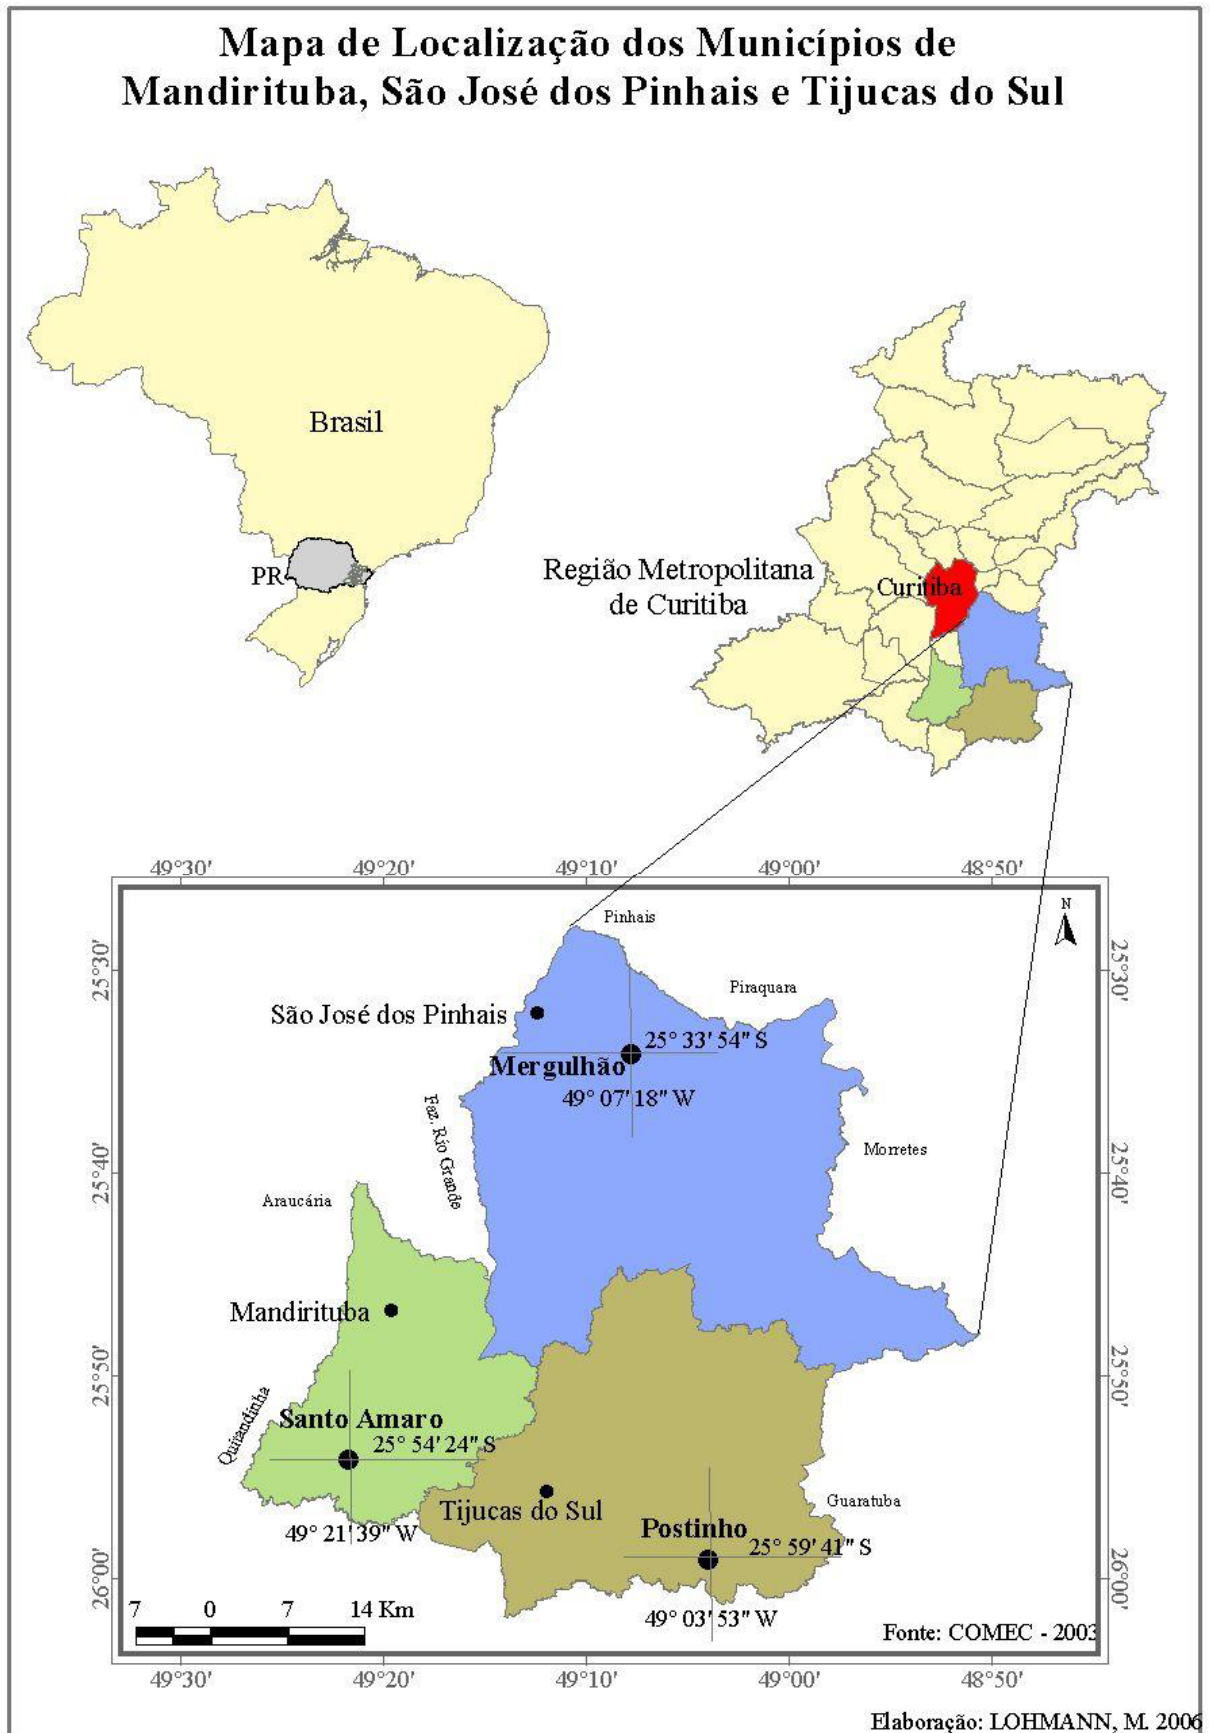 Mapa de Localização dos Municípios de
Mandirituba, São José dos Pinhais e Tijucas do Sul
Brasil
PR
Região Metropolitana
de Curitiba
Curitiba
49°30' 49°20' 49°10' 49°00' 48°50'
N
Pinhais
25°30'
25°30'
Piraquara
São José dos Pinhais
25° 33' 54" S
Mergulhão
49° 07' 18" W
Faz. Rio Grande
Morretes
25°40'
25°40'
Araucária
Mandirituba
25°50'
25°50'
Quitandinha
Santo Amaro
25° 54' 24" S
Tijucas do Sul
Guaratuba
Postinho
49° 21' 39" W
25° 59' 41" S
26°00'
26°00'
7 0 7 14 Km
49° 03' 53" W
Fonte: COMEC - 2003
49°30' 49°20' 49°10' 49°00' 48°50'
Elaboração: LOHMANN, M. 2006